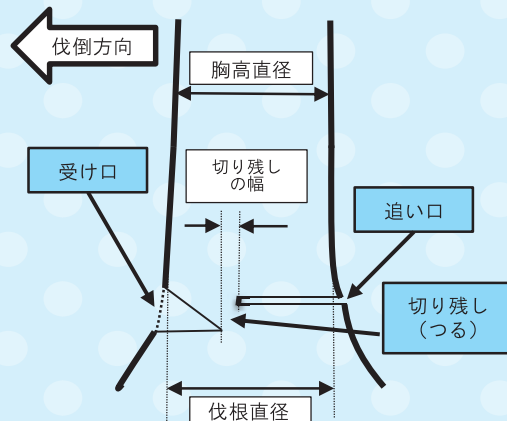 伐倒方向
胸高直径
受け口
切り残し
の幅
追い口
切り残し
（つる）
伐根直径